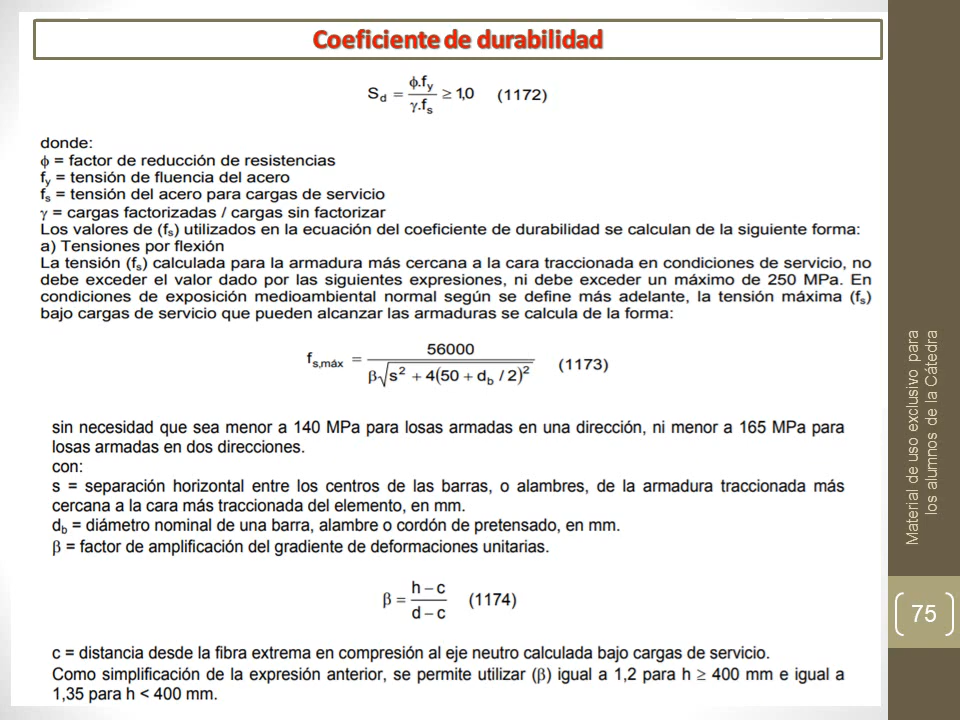 Coeficiente de durabilidad
S_d = ϕ.f_y / γ.f_s ≥ 1,0 (1172)
donde:
ϕ = factor de reducción de resistencias
f_y = tensión de fluencia del acero
f_s = tensión del acero para cargas de servicio
γ = cargas factorizadas / cargas sin factorizar
Los valores de (f_s) utilizados en la ecuación del coeficiente de durabilidad se calculan de la siguiente forma:
a) Tensiones por flexión
La tensión (f_s) calculada para la armadura más cercana a la cara traccionada en condiciones de servicio, no
debe exceder el valor dado por las siguientes expresiones, ni debe exceder un máximo de 250 MPa. En
condiciones de exposición medioambiental normal según se define más adelante, la tensión máxima (f_s)
bajo cargas de servicio que pueden alcanzar las armaduras se calcula de la forma:
f_s,máx = 56000 / β√(s² + 4(50 + d_b / 2)²) (1173)
sin necesidad que sea menor a 140 MPa para losas armadas en una dirección, ni menor a 165 MPa para
losas armadas en dos direcciones.
con:
s = separación horizontal entre los centros de las barras, o alambres, de la armadura traccionada más
cercana a la cara más traccionada del elemento, en mm.
d_b = diámetro nominal de una barra, alambre o cordón de pretensado, en mm.
β = factor de amplificación del gradiente de deformaciones unitarias.
β = h – c / d – c (1174)
c = distancia desde la fibra extrema en compresión al eje neutro calculada bajo cargas de servicio.
Como simplificación de la expresión anterior, se permite utilizar (β) igual a 1,2 para h ≥ 400 mm e igual a
1,35 para h < 400 mm.
Material de uso exclusivo para
los alumnos de la Cátedra
75